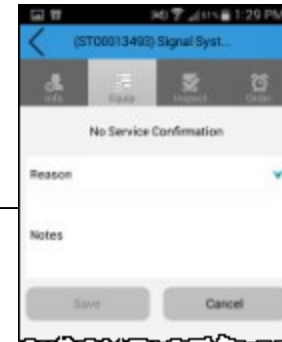 1:29 PM
(ST00013493) Signal Syst...
Info Equip Inspect Order
No Service Confirmation
Reason
Notes
Save Cancel